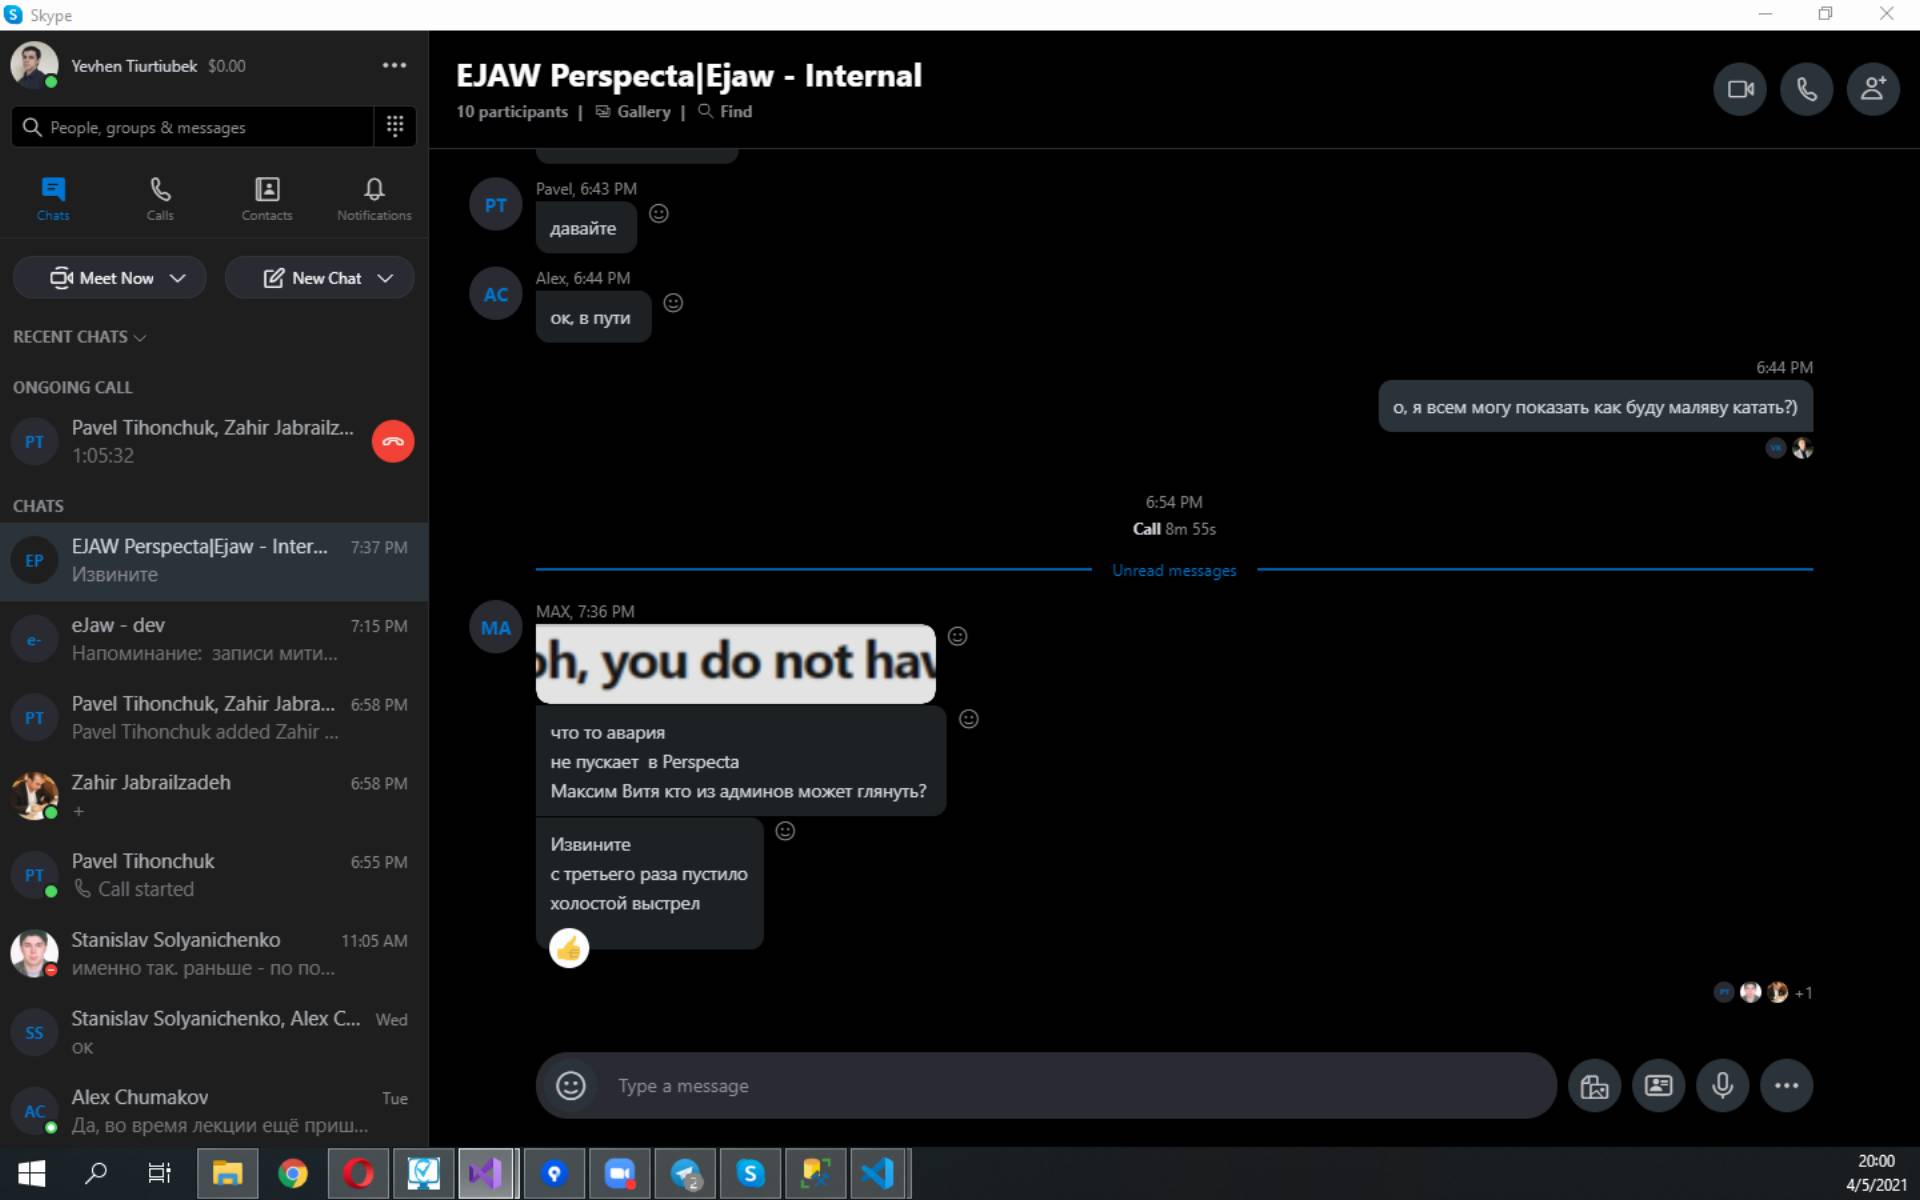 Skype
Yevhen Tiurtiubek $0.00
People, groups & messages
Chats
Calls
Contacts
Notifications
Meet Now
New Chat
RECENT CHATS
ONGOING CALL
PT
Pavel Tihonchuk, Zahir Jabrailz...
1:05:32
CHATS
EP
EJAW Perspecta|Ejaw - Inter...
7:37 PM
Извините
e-
eJaw - dev
7:15 PM
Напоминание: записи мити...
PT
Pavel Tihonchuk, Zahir Jabra...
6:58 PM
Pavel Tihonchuk added Zahir ...
Zahir Jabrailzadeh
6:58 PM
+
PT
Pavel Tihonchuk
6:55 PM
Call started
Stanislav Solyanichenko
11:05 AM
именно так. раньше - по по...
SS
Stanislav Solyanichenko, Alex C...
Wed
ок
AC
Alex Chumakov
Tue
Да, во время лекции ещё приш...
EJAW Perspecta|Ejaw - Internal
10 participants | Gallery | Find
Pavel, 6:43 PM
PT
давайте
Alex, 6:44 PM
AC
ок, в пути
6:44 PM
о, я всем могу показать как буду маляву катать?)
6:54 PM
Call 8m 55s
Unread messages
MAX, 7:36 PM
MA
oh, you do not hav
что то авария
не пускает в Perspecta
Максим Витя кто из админов может глянуть?
Извините
с третьего раза пустило
холостой выстрел
PT
+1
Type a message
2
20:00
4/5/2021